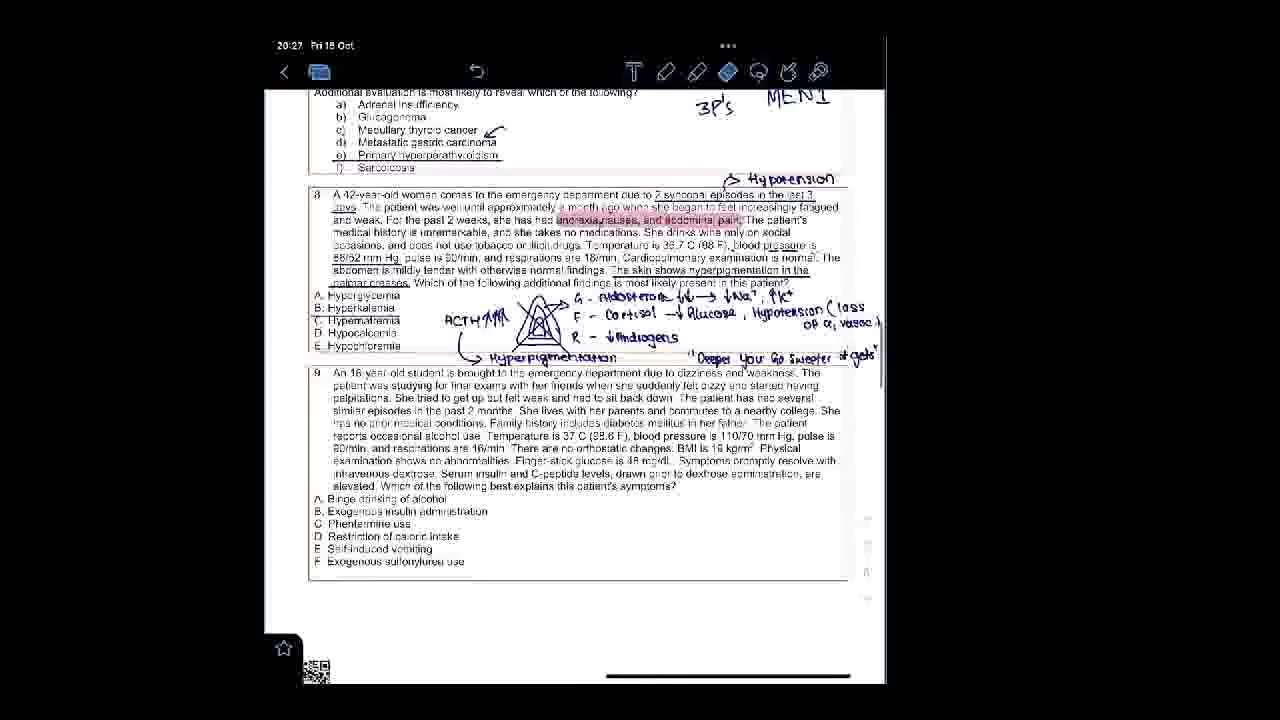 20:27 Fri 18 Oct
Additional evaluation is most likely to reveal which of the following?
a) Adrenal Insufficiency
b) Glucagonoma
c) Medullary thyroid cancer
d) Metastatic gastric carcinoma
e) Primary hyperparathyroidism
f) Sarcoidosis
3P's
MEN1
Hypotension
8 A 42-year-old woman comes to the emergency department due to 2 syncopal episodes in the last 3
days. The patient was well until approximately a month ago when she began to feel increasingly fatigued
and weak. For the past 2 weeks, she has had anorexia, nausea, and abdominal pain. The patient's
medical history is unremarkable, and she takes no medications. She drinks wine only on social
occasions, and does not use tobacco or illicit drugs. Temperature is 36.7 C (98 F), blood pressure is
86/52 mm Hg, pulse is 90/min, and respirations are 18/min. Cardiopulmonary examination is normal. The
abdomen is mildly tender with otherwise normal findings. The skin shows hyperpigmentation in the
palmar creases. Which of the following additional findings is most likely present in this patient?
A. Hyperglycemia
B. Hyperkalemia
C. Hypernatremia
D. Hypocalcemia
E. Hypochloremia
ACTH↑↑↑
Hyperpigmentation
G - Aldosterone ↓↓ → ↓Na⁺, ↑K⁺
F - Cortisol → ↓ Glucose, Hypotension (loss
of α, vasoc.)
R - ↓Androgens
"Deeper you Go sweeter it gets"
9 An 18-year-old student is brought to the emergency department due to dizziness and weakness. The
patient was studying for final exams with her friends when she suddenly felt dizzy and started having
palpitations. She tried to get up but felt weak and had to sit back down. The patient has had several
similar episodes in the past 2 months. She lives with her parents and commutes to a nearby college. She
has no prior medical conditions. Family history includes diabetes mellitus in her father. The patient
reports occasional alcohol use. Temperature is 37 C (98.6 F), blood pressure is 110/70 mm Hg, pulse is
90/min, and respirations are 16/min. There are no orthostatic changes. BMI is 19 kg/m². Physical
examination shows no abnormalities. Finger-stick glucose is 48 mg/dL. Symptoms promptly resolve with
intravenous dextrose. Serum insulin and C-peptide levels, drawn prior to dextrose administration, are
elevated. Which of the following best explains this patient's symptoms?
A. Binge drinking of alcohol
B. Exogenous insulin administration
C. Phentermine use
D. Restriction of caloric intake
E. Self-induced vomiting
F. Exogenous sulfonylurea use